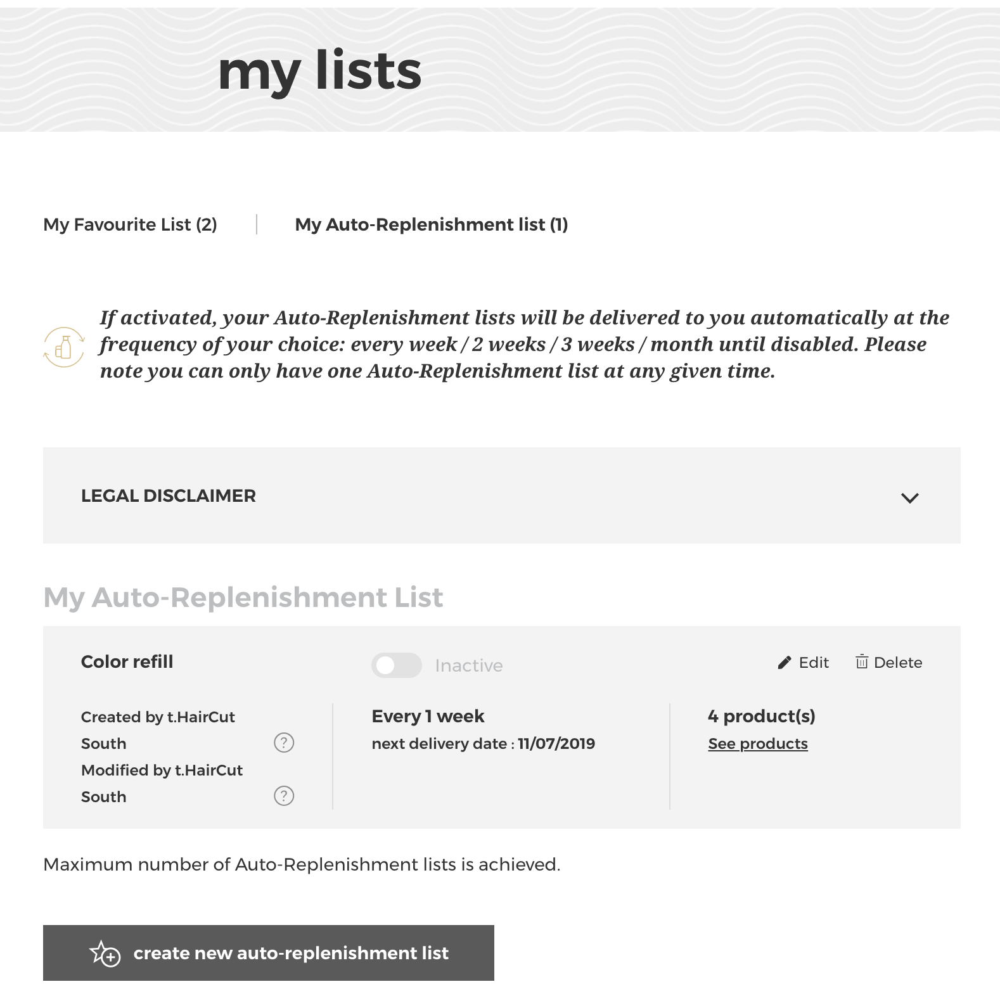 my lists
My Favourite List (2)
My Auto-Replenishment list (1)
If activated, your Auto-Replenishment lists will be delivered to you automatically at the
frequency of your choice: every week / 2 weeks / 3 weeks / month until disabled. Please
note you can only have one Auto-Replenishment list at any given time.
LEGAL DISCLAIMER
My Auto-Replenishment List
Color refill
Inactive
Edit
Delete
Created by t.HairCut
South
?
Modified by t.HairCut
South
?
Every 1 week
next delivery date : 11/07/2019
4 product(s)
See products
Maximum number of Auto-Replenishment lists is achieved.
create new auto-replenishment list